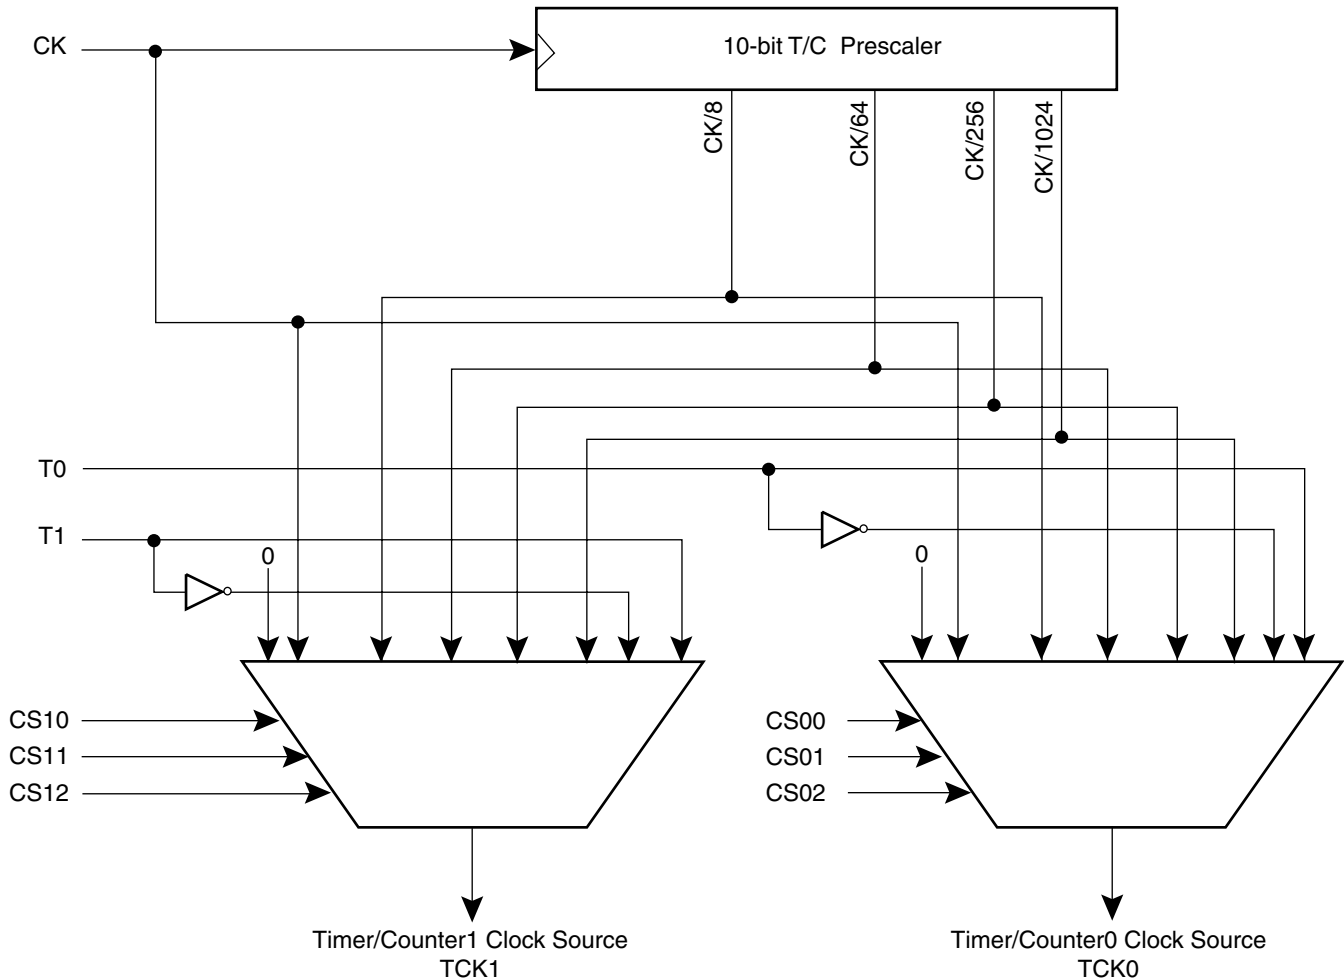 CK
10-bit T/C Prescaler
CK/8
CK/64
CK/256
CK/1024
T0
T1
0
0
CS10
CS11
CS12
CS00
CS01
CS02
Timer/Counter1 Clock Source
TCK1
Timer/Counter0 Clock Source
TCK0